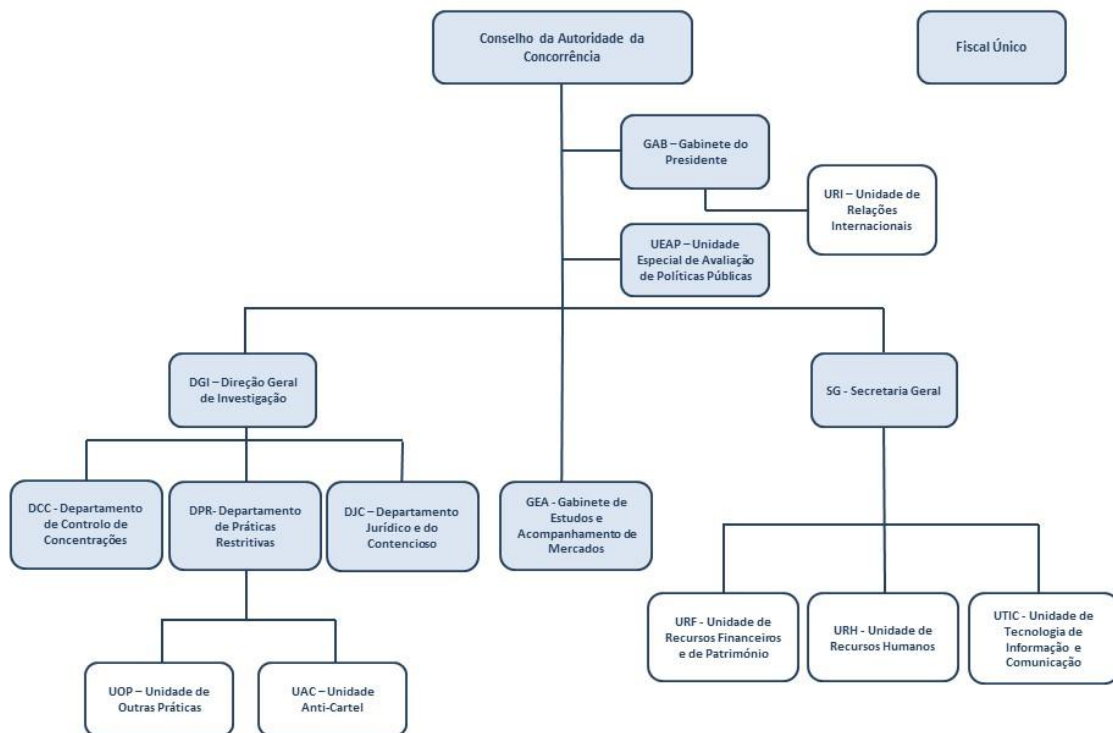 Conselho da Autoridade da
Concorrência
Fiscal Único
GAB – Gabinete do
Presidente
URI – Unidade de
Relações
Internacionais
UEAP – Unidade
Especial de Avaliação
de Políticas Públicas
DGI – Direção Geral
de Investigação
SG - Secretaria Geral
DCC - Departamento
de Controlo de
Concentrações
DPR- Departamento
de Práticas
Restritivas
DJC – Departamento
Jurídico e do
Contencioso
GEA - Gabinete de
Estudos e
Acompanhamento de
Mercados
URF - Unidade de
Recursos Financeiros
e de Património
URH - Unidade de
Recursos Humanos
UTIC - Unidade de
Tecnologia de
Informação e
Comunicação
UOP – Unidade de
Outras Práticas
UAC – Unidade
Anti-Cartel